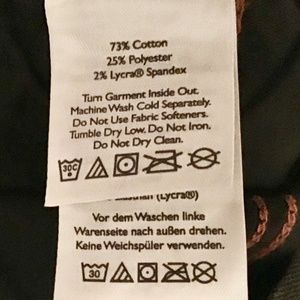 73% Cotton
25% Polyester
2% Lycra® Spandex
Turn Garment Inside Out.
Machine Wash Cold Separately.
Do Not Use Fabric Softeners.
Tumble Dry Low, Do Not Iron.
Do Not Dry Clean.
30C
(Lycra®)
Vor dem Waschen linke
Warenseite nach außen drehen.
Keine Weichspüler verwenden.
30